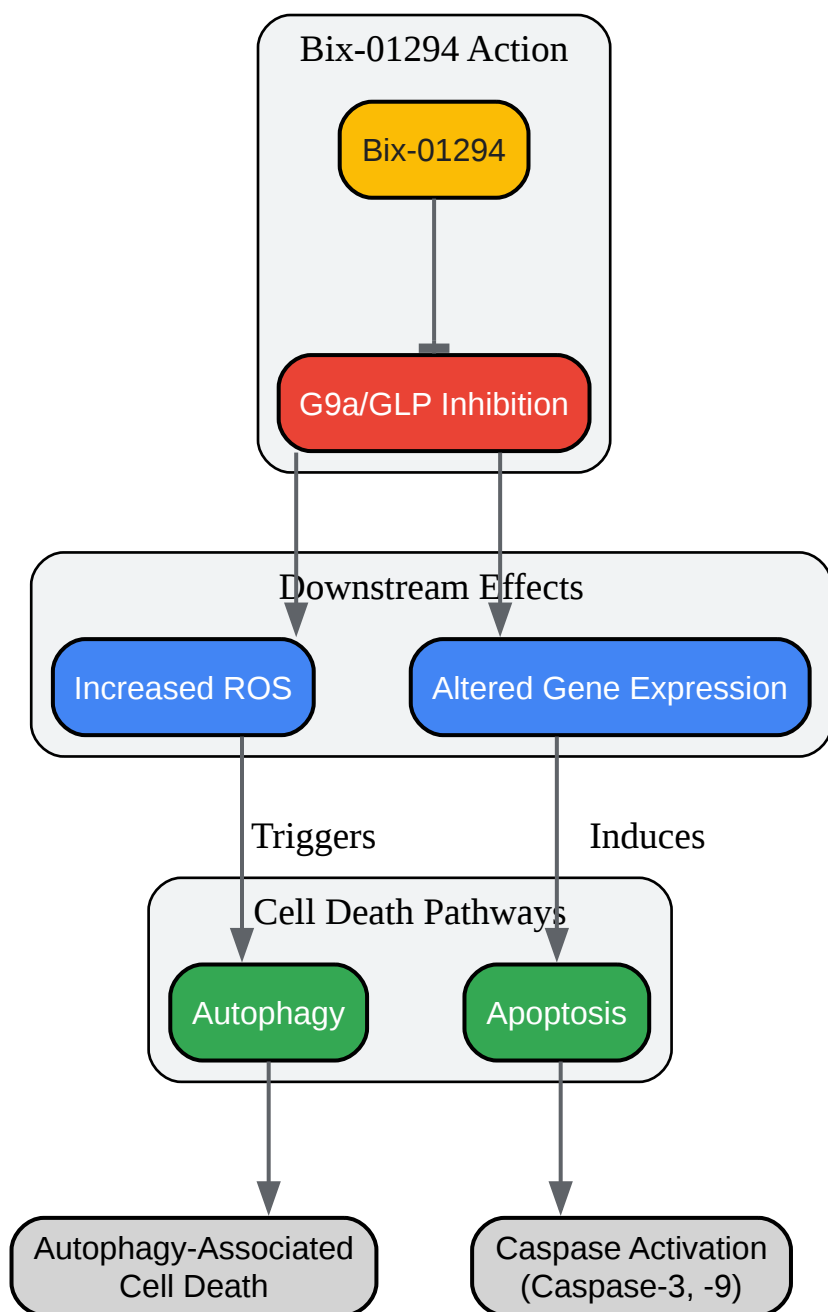 Bix-01294 Action
Bix-01294
G9a/GLP Inhibition
Downstream Effects
Increased ROS
Altered Gene Expression
Triggers
Induces
Cell Death Pathways
Autophagy
Apoptosis
Autophagy-Associated
Cell Death
Caspase Activation
(Caspase-3, -9)